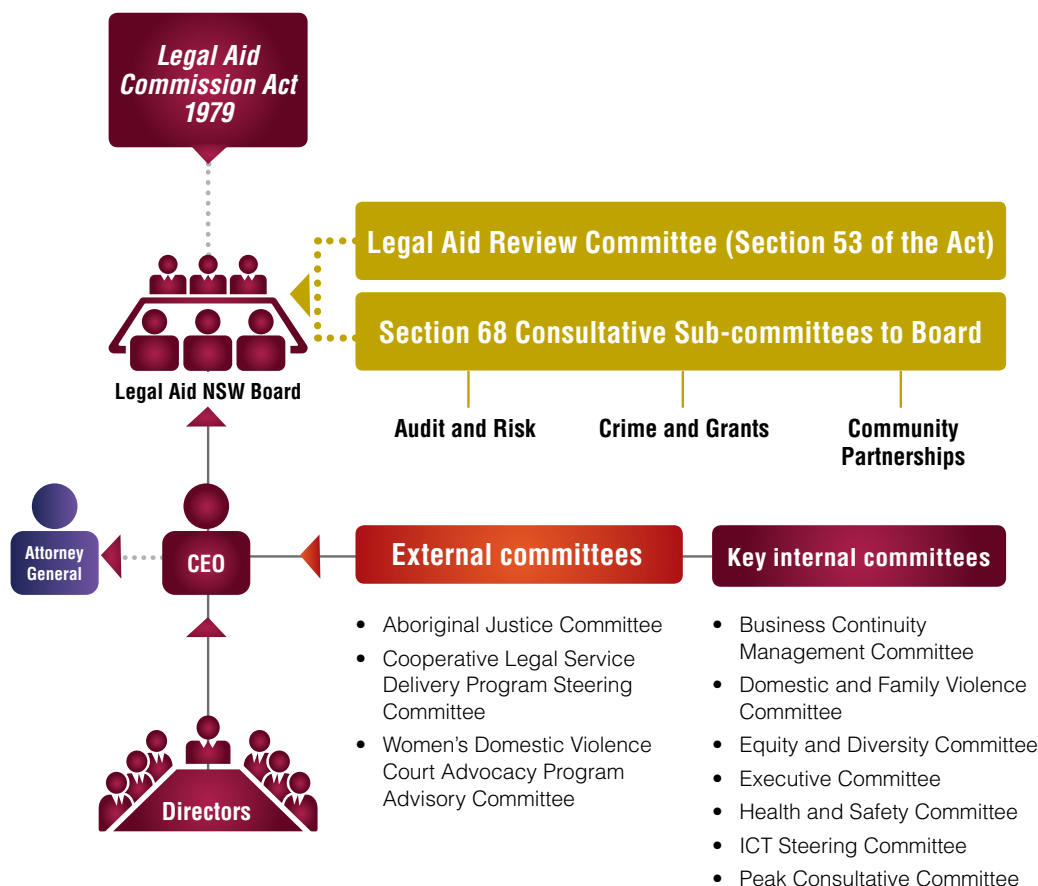 Legal Aid
Commission Act
1979
Legal Aid Review Committee (Section 53 of the Act)
Section 68 Consultative Sub-committees to Board
Legal Aid NSW Board
Audit and Risk
Crime and Grants
Community
Partnerships
Attorney
General
CEO
External committees
Key internal committees
• Aboriginal Justice Committee
• Cooperative Legal Service
Delivery Program Steering
Committee
• Women's Domestic Violence
Court Advocacy Program
Advisory Committee
• Business Continuity
Management Committee
• Domestic and Family Violence
Committee
• Equity and Diversity Committee
• Executive Committee
• Health and Safety Committee
• ICT Steering Committee
• Peak Consultative Committee
Directors